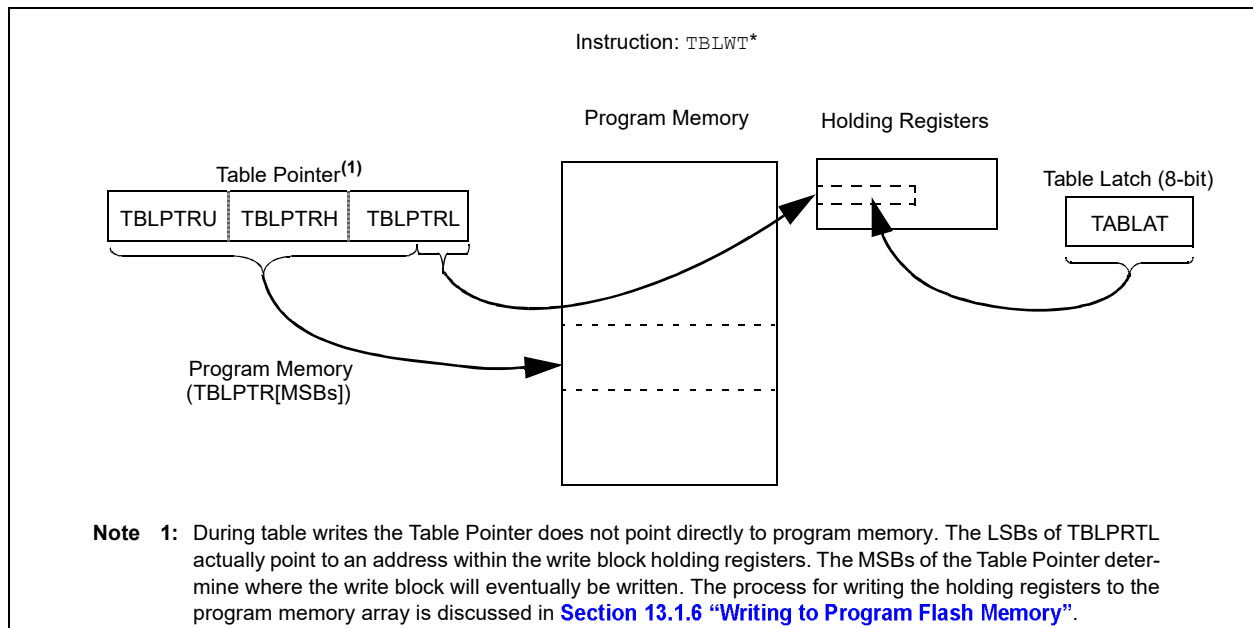 Instruction: TBLWT*
Program Memory
Holding Registers
Table Pointer(1)
Table Latch (8-bit)
TBLPTRU TBLPTRH TBLPTRL
TABLAT
Program Memory
(TBLPTR[MSBs])
Note 1: During table writes the Table Pointer does not point directly to program memory. The LSBs of TBLPRTL
actually point to an address within the write block holding registers. The MSBs of the Table Pointer deter-
mine where the write block will eventually be written. The process for writing the holding registers to the
program memory array is discussed in Section 13.1.6 “Writing to Program Flash Memory”.